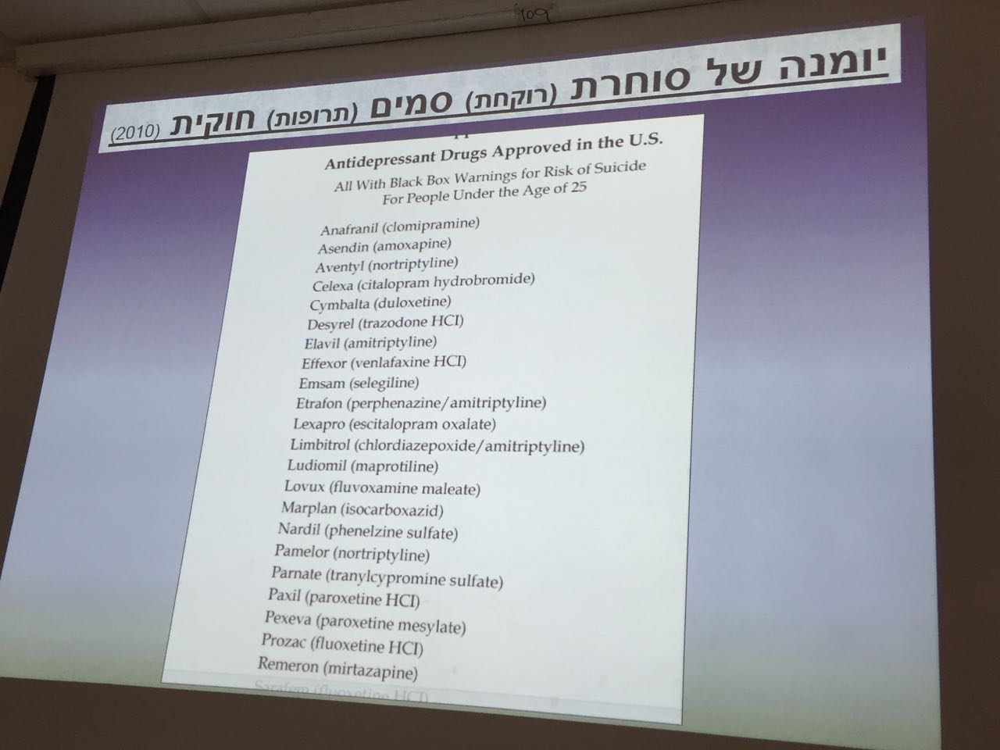 109
יומנה של סוחרת (רוקחת) סמים (תרופות) חוקית (2010)
Antidepressant Drugs Approved in the U.S.
All With Black Box Warnings for Risk of Suicide
For People Under the Age of 25
Anafranil (clomipramine)
Asendin (amoxapine)
Aventyl (nortriptyline)
Celexa (citalopram hydrobromide)
Cymbalta (duloxetine)
Desyrel (trazodone HCI)
Elavil (amitriptyline)
Effexor (venlafaxine HCI)
Emsam (selegiline)
Etrafon (perphenazine/amitriptyline)
Lexapro (escitalopram oxalate)
Limbitrol (chlordiazepoxide/amitriptyline)
Ludiomil (maprotiline)
Lovux (fluvoxamine maleate)
Marplan (isocarboxazid)
Nardil (phenelzine sulfate)
Pamelor (nortriptyline)
Parnate (tranylcypromine sulfate)
Paxil (paroxetine HCI)
Pexeva (paroxetine mesylate)
Prozac (fluoxetine HCI)
Remeron (mirtazapine)
Sarafem (fluoxetine HCI)